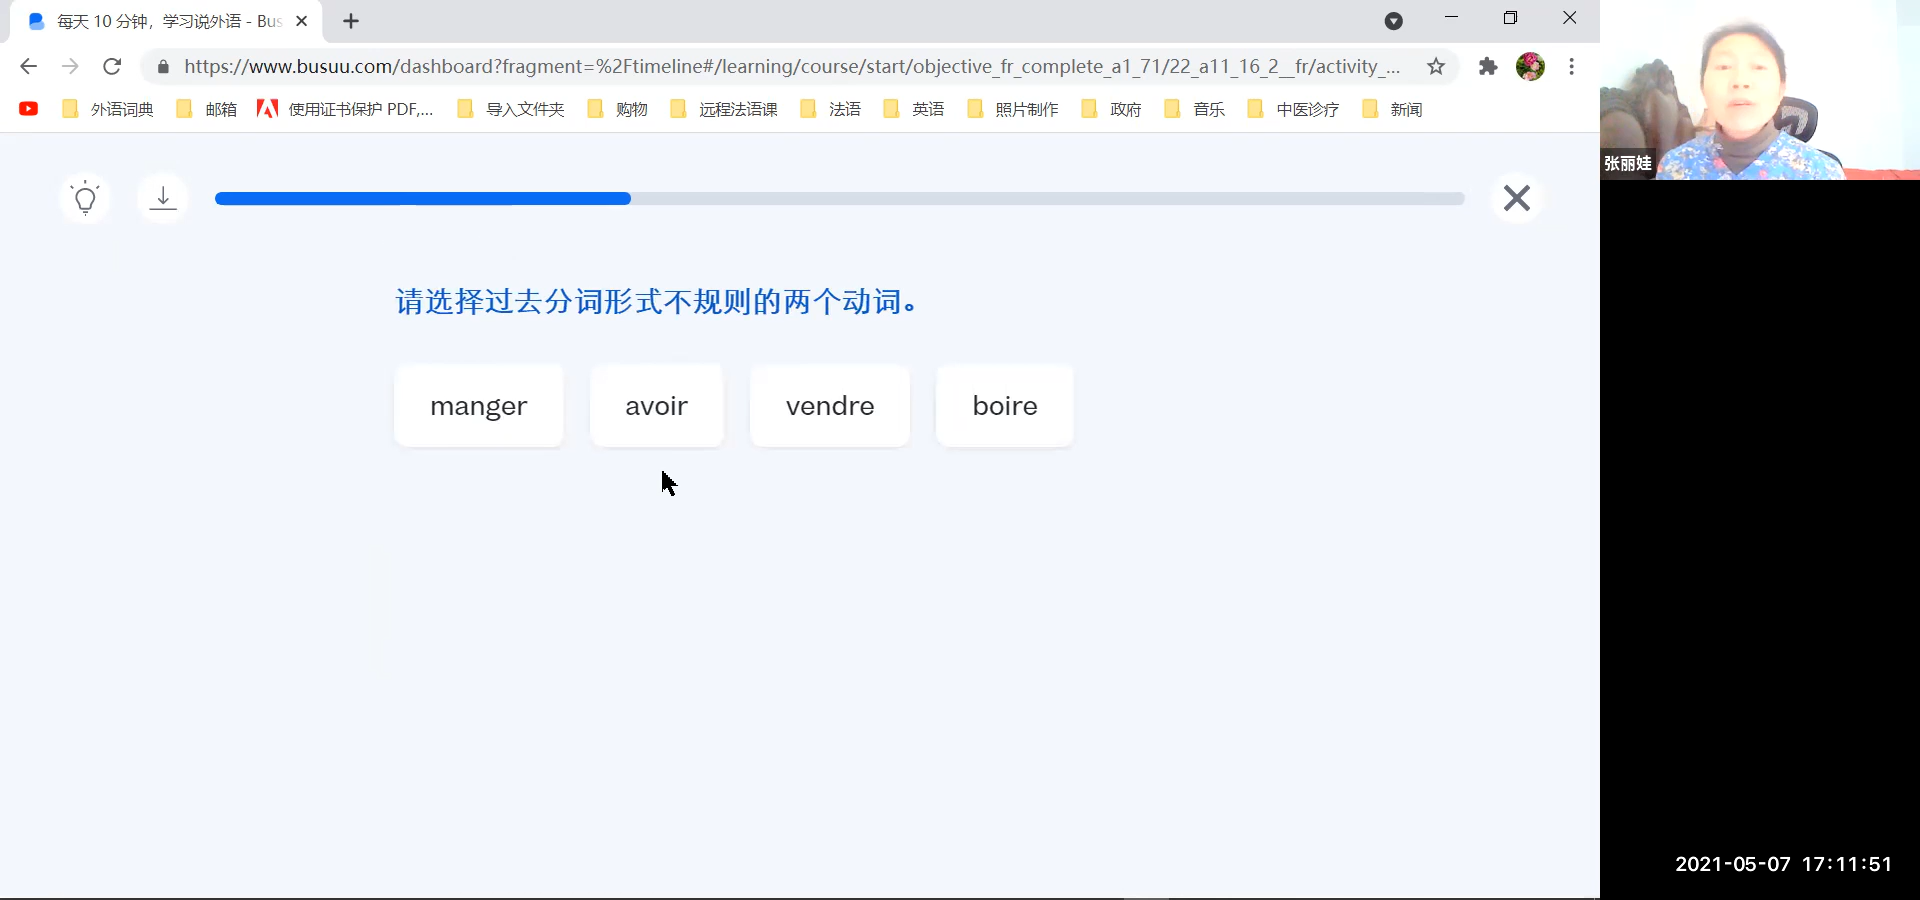 每天 10 分钟，学习说外语 - Bus
https://www.busuu.com/dashboard?fragment=%2Ftimeline#/learning/course/start/objective_fr_complete_a1_71/22_a11_16_2__fr/activity_...
外语词典 邮箱 使用证书保护 PDF,... 导入文件夹 购物 远程法语课 法语 英语 照片制作 政府 音乐 中医诊疗 新闻
张丽娃
请选择过去分词形式不规则的两个动词。
manger avoir vendre boire
2021-05-07 17:11:51